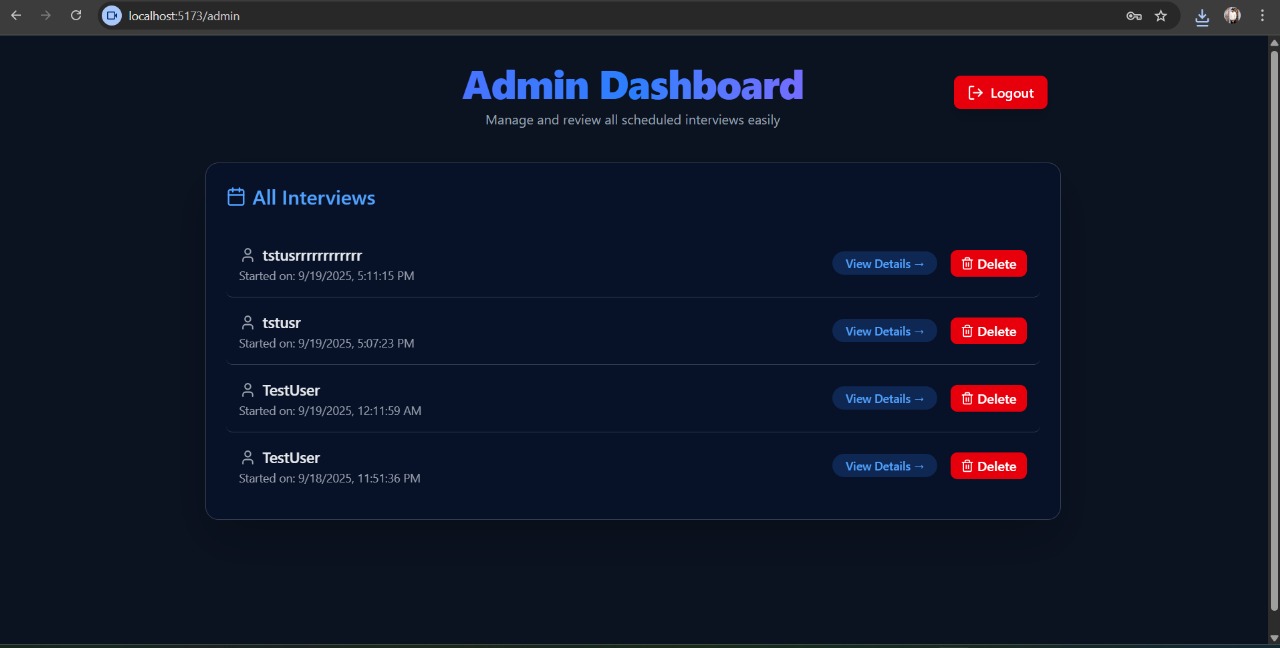 localhost:5173/admin
Admin Dashboard
Logout
Manage and review all scheduled interviews easily
All Interviews
tstusrrrrrrrrrrr
Started on: 9/19/2025, 5:11:15 PM
View Details →
Delete
tstusr
Started on: 9/19/2025, 5:07:23 PM
View Details →
Delete
TestUser
Started on: 9/19/2025, 12:11:59 AM
View Details →
Delete
TestUser
Started on: 9/18/2025, 11:51:36 PM
View Details →
Delete